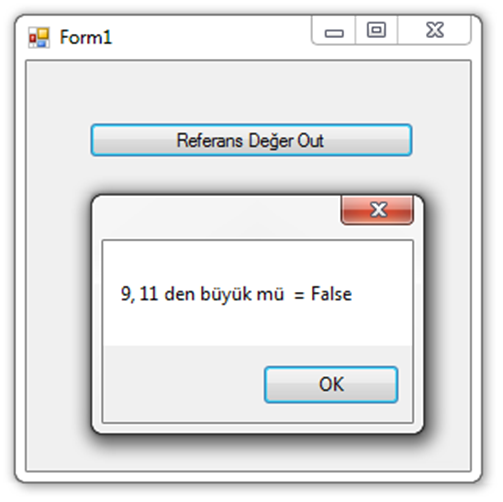 Form1
Referans Değer Out
9, 11 den büyük mü  = False
OK